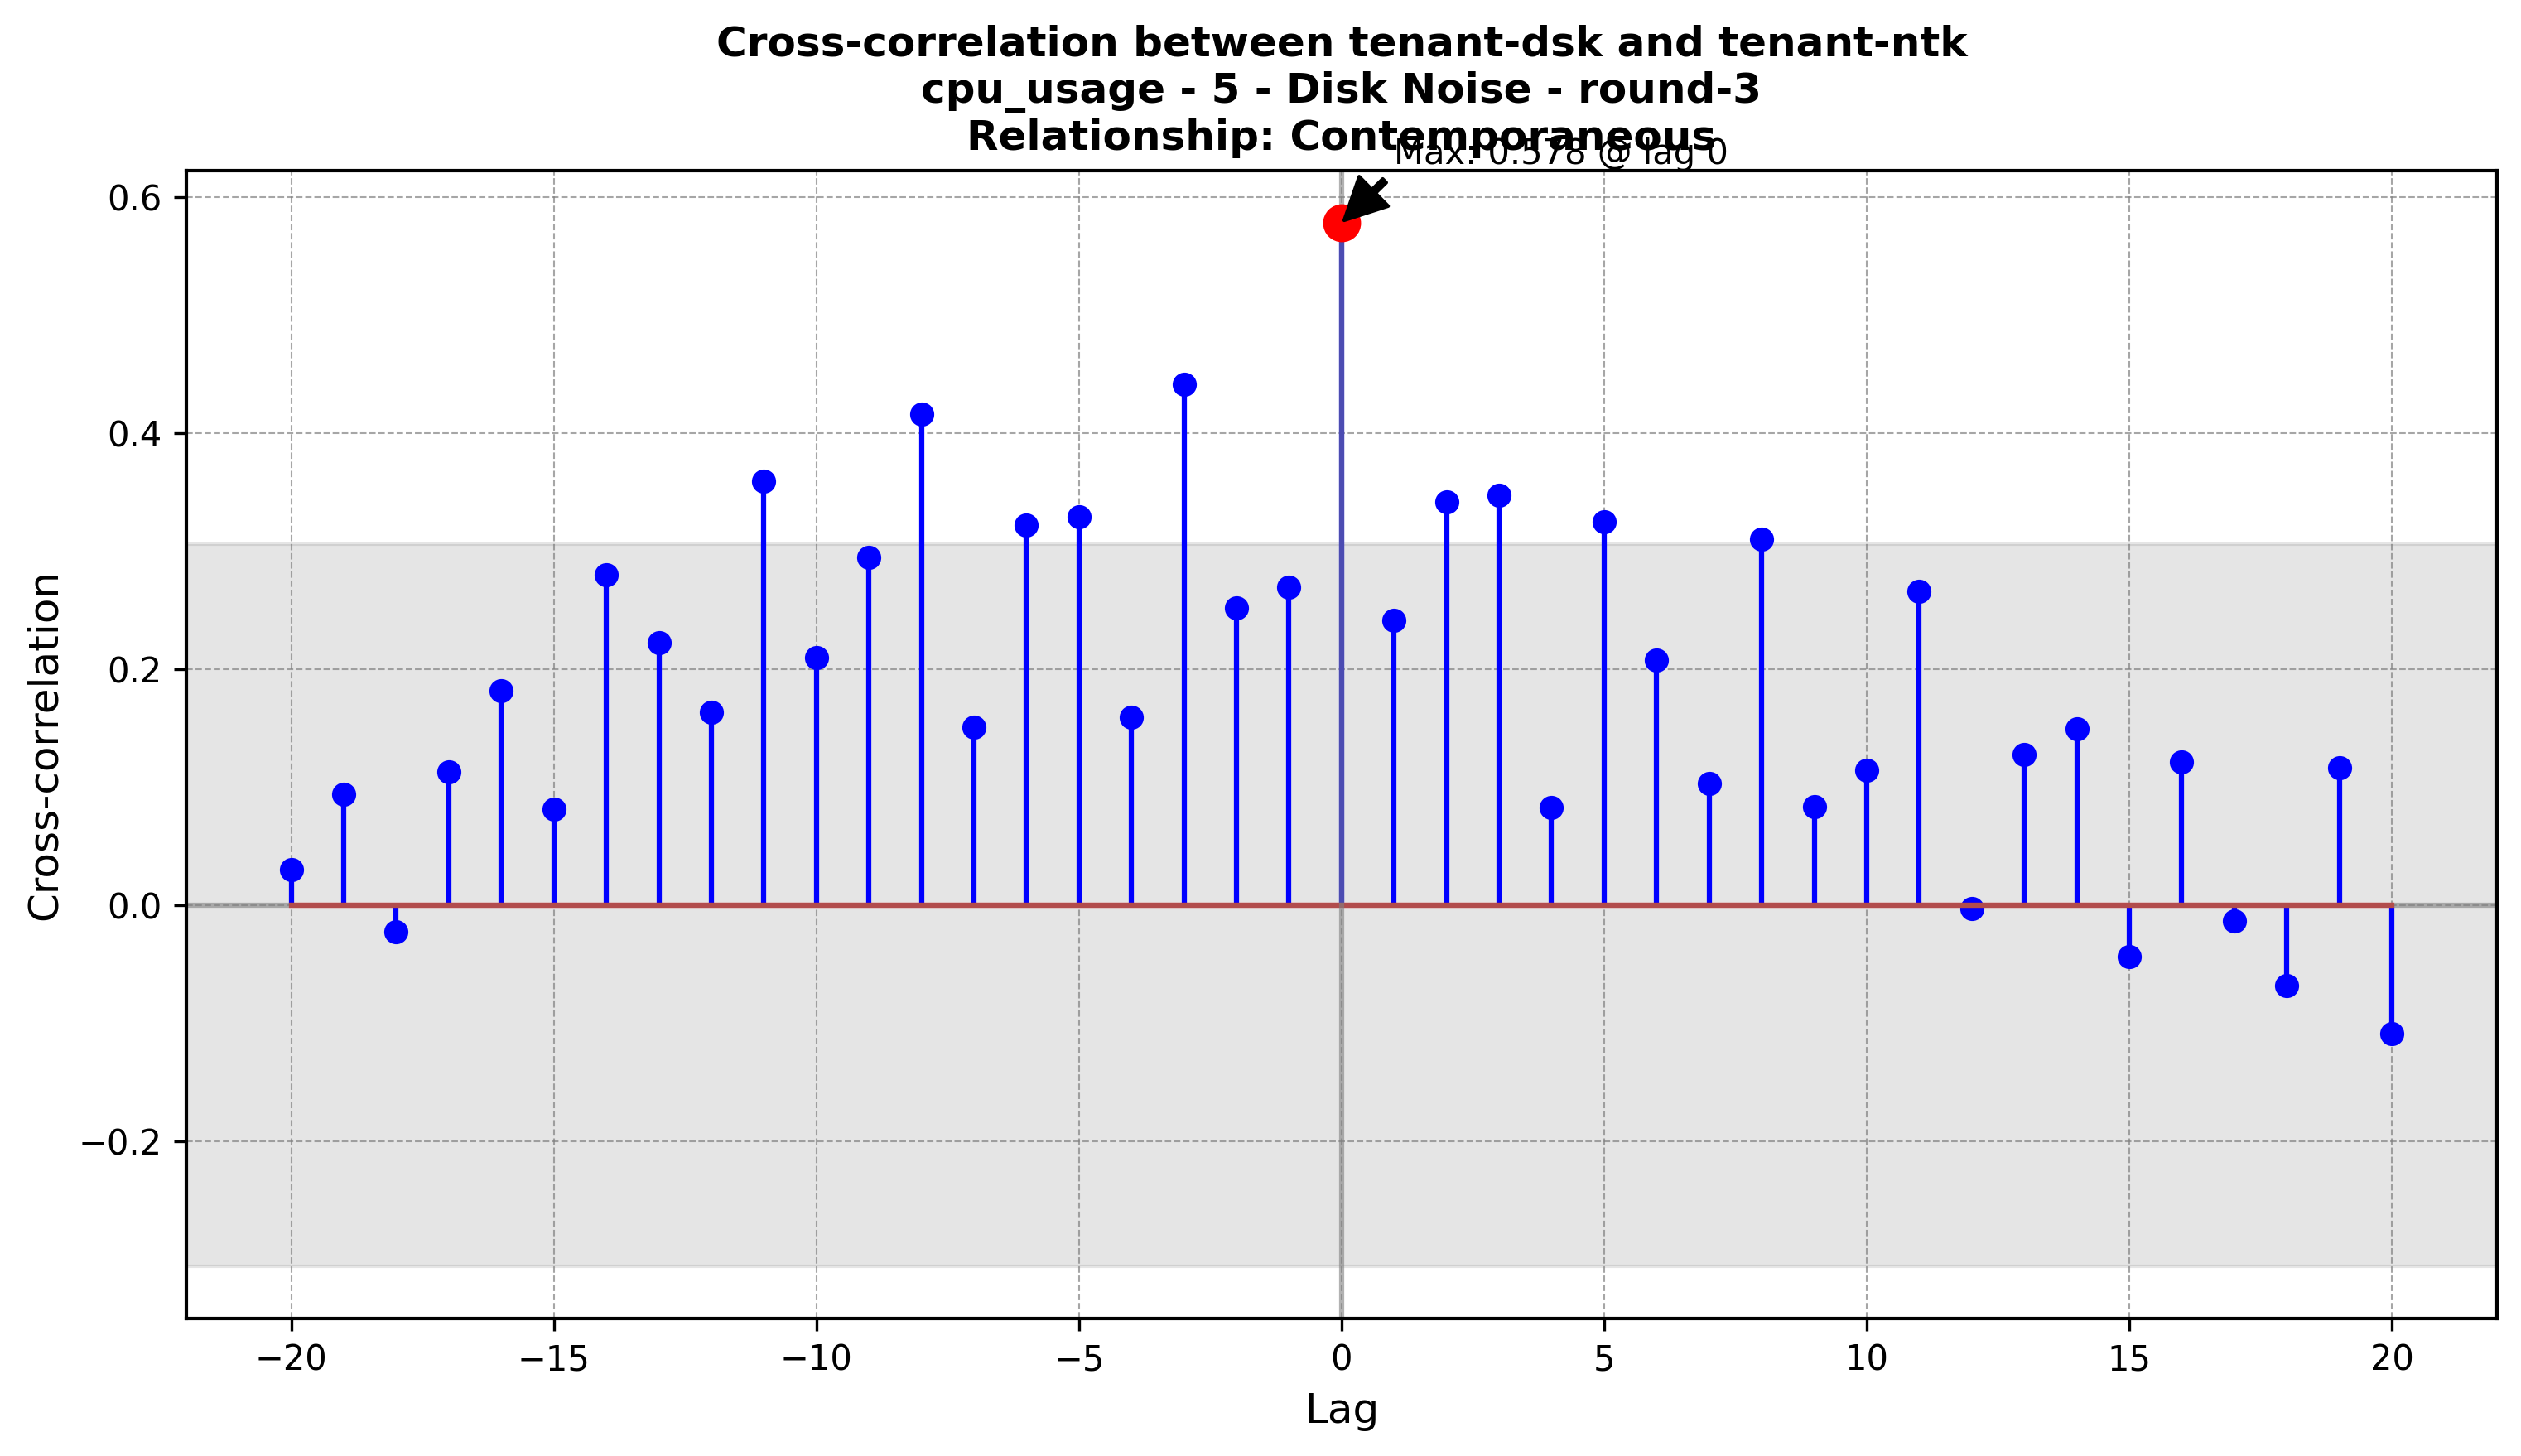 Cross-correlation between tenant-dsk and tenant-ntk
cpu_usage - 5 - Disk Noise - round-3
Relationship: Contemporaneous
Max: 0.578 @ lag 0
0.6
0.4
0.2
0.0
−0.2
Cross-correlation
−20 −15 −10 −5 0 5 10 15 20
Lag